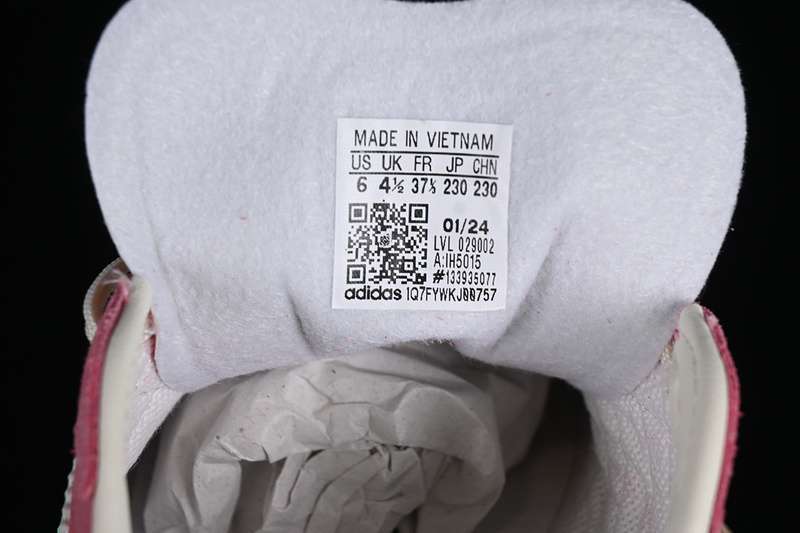 MADE IN VIETNAM
US UK FR JP CHN
6 4½ 37⅓ 230 230
01/24
LVL 029002
A:IH5015
#133935077
adidas 1Q7FYWKJ00757